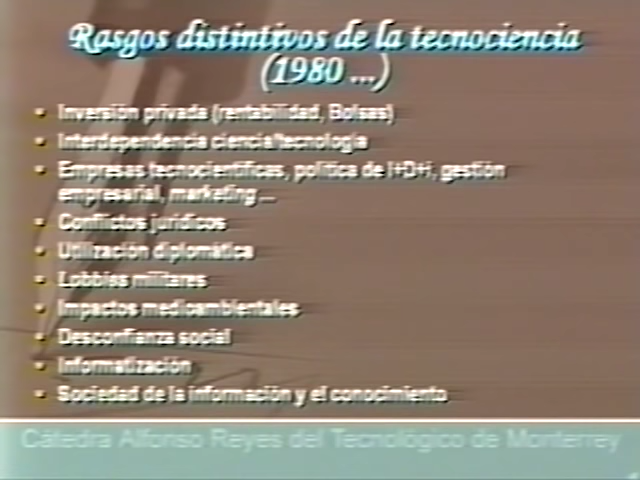 Rasgos distintivos de la tecnociencia
(1980 ...)
• Inversión privada (rentabilidad, Bolsas)
• Interdependencia ciencia/tecnología
• Empresas tecnocientíficas, política de I+D+i, gestión
empresarial, marketing ...
• Conflictos jurídicos
• Utilización diplomática
• Lobbies militares
• Impactos medioambientales
• Desconfianza social
• Informatización
• Sociedad de la información y el conocimiento
Cátedra Alfonso Reyes del Tecnológico de Monterrey